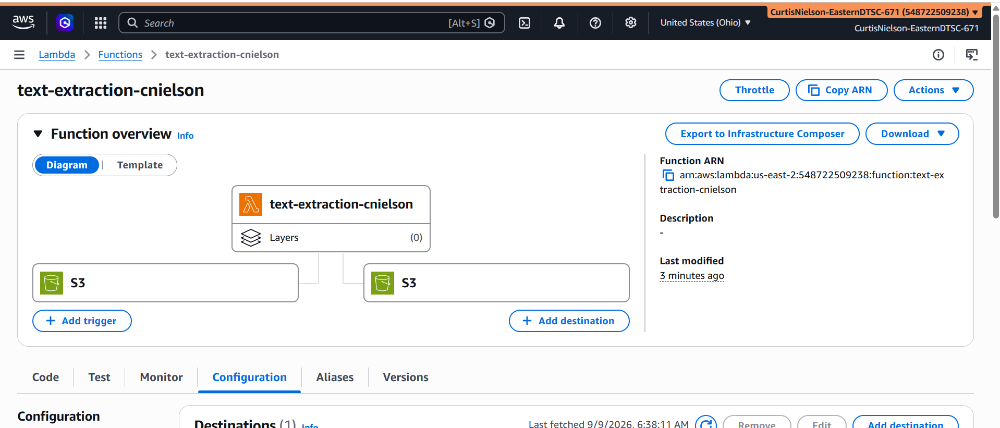 aws
Search
[Alt+S]
United States (Ohio)
CurtisNielson-EasternDTSC-671 (548722509238)
CurtisNielson-EasternDTSC-671
Lambda
Functions
text-extraction-cnielson
text-extraction-cnielson
Throttle
Copy ARN
Actions
Function overview
Info
Export to Infrastructure Composer
Download
Diagram
Template
text-extraction-cnielson
Layers
(0)
S3
S3
Add trigger
Add destination
Function ARN
arn:aws:lambda:us-east-2:548722509238:function:text-ex
traction-cnielson
Description
-
Last modified
3 minutes ago
Code
Test
Monitor
Configuration
Aliases
Versions
Configuration
Destinations (1)
Info
Last fetched 9/9/2026, 6:38:11 AM
Remove
Edit
Add destination